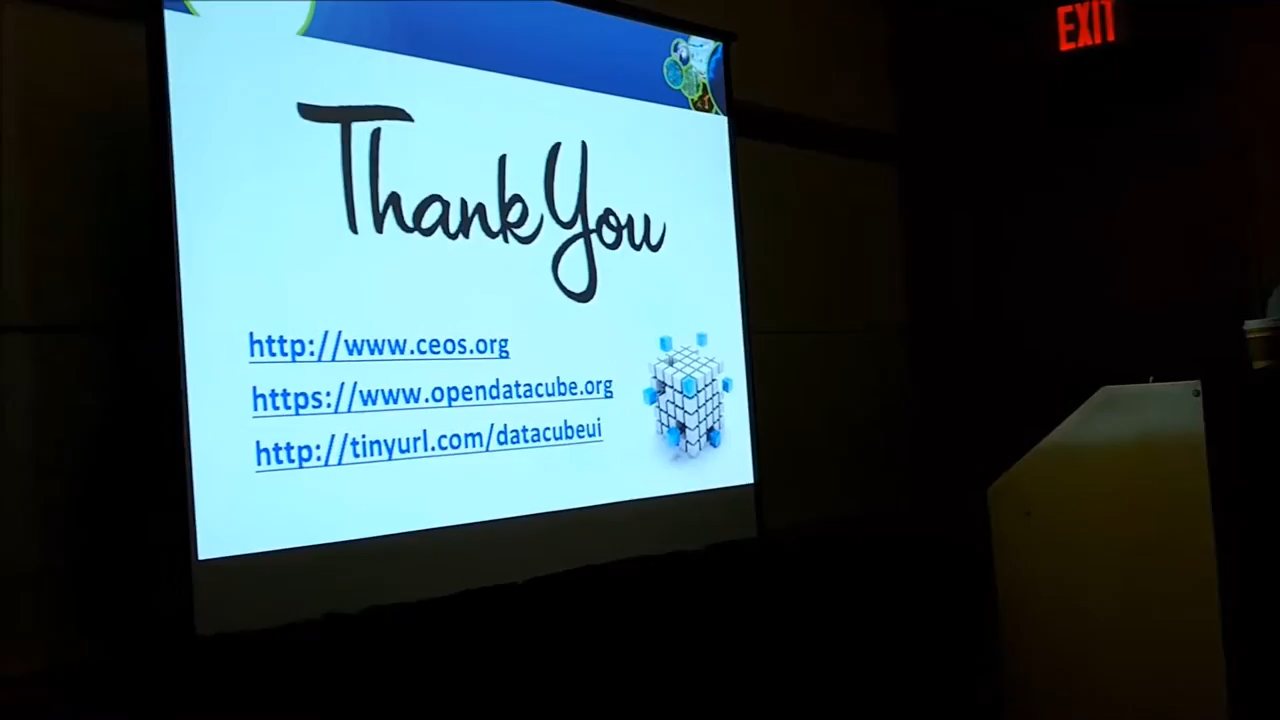 EXIT
Thank You
http://www.ceos.org
https://www.opendatacube.org
http://tinyurl.com/datacubeui